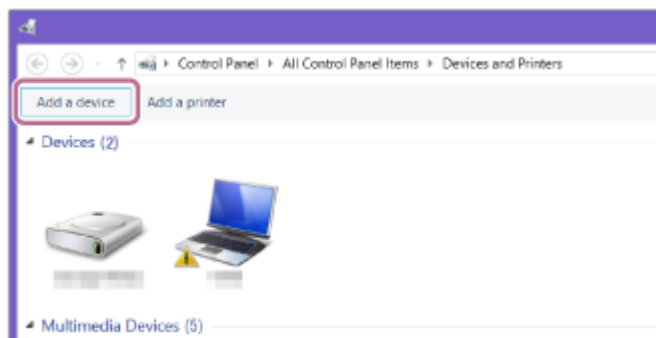 Control Panel All Control Panel Items Devices and Printers
Add a device Add a printer
Devices (2)
Multimedia Devices (5)